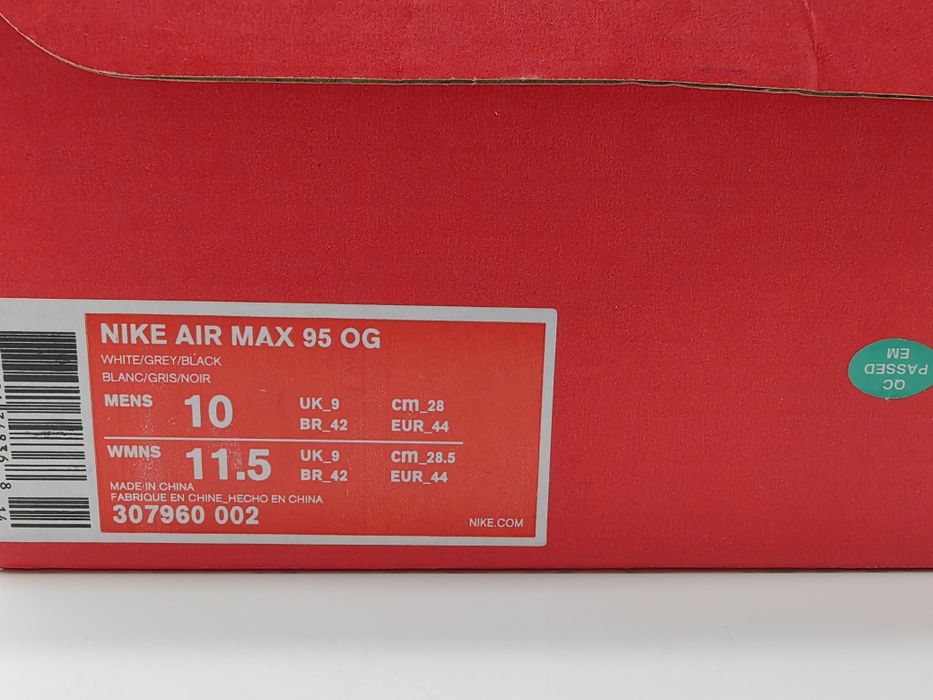 NIKE AIR MAX 95 OG
WHITE/GREY/BLACK
BLANC/GRIS/NOIR
MENS 10 UK_9 cm_28
BR_42 EUR_44
WMNS 11.5 UK_9 cm_28.5
BR_42 EUR_44
MADE IN CHINA
FABRIQUE EN CHINE_HECHO EN CHINA
307960 002
NIKE.COM
QC
PASSED
EM